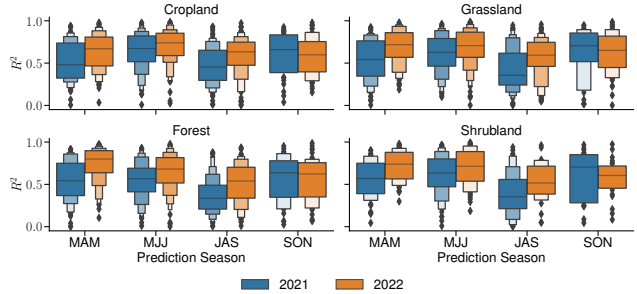 Cropland
Grassland
1.0
0.5
0.0
R²
Forest
Shrubland
1.0
0.5
0.0
R²
MAM MJJ JAS SON
MAM MJJ JAS SON
Prediction Season
Prediction Season
2021 2022